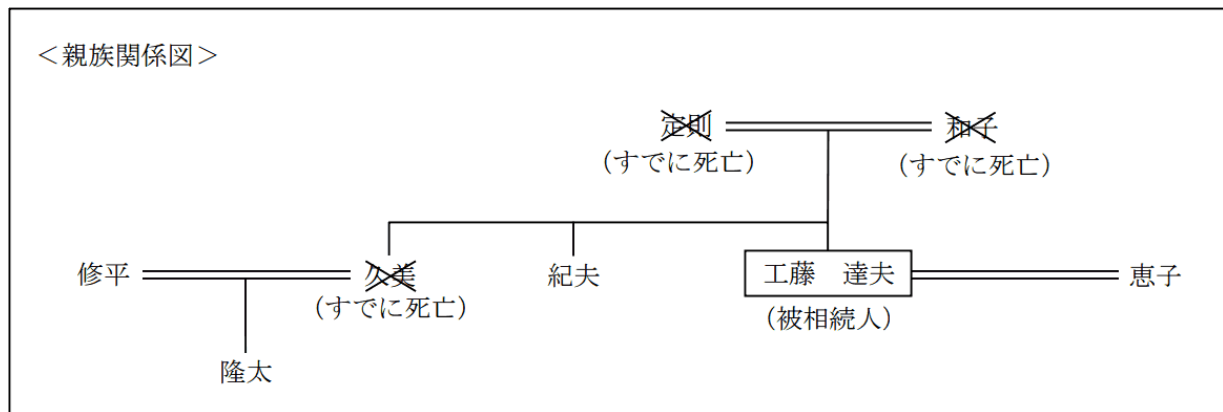 ＜親族関係図＞
定則 和子
（すでに死亡） （すでに死亡）
修平 久美 紀夫 工藤　達夫 恵子
（すでに死亡） （被相続人）
隆太